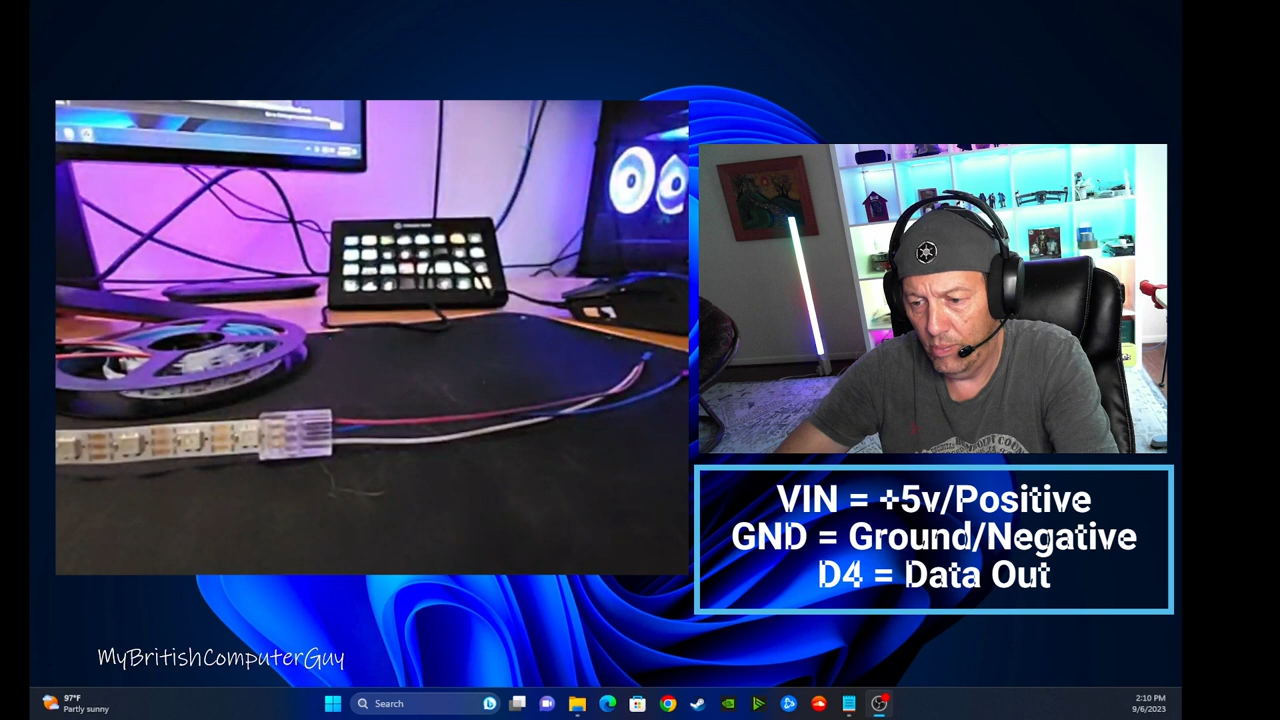 VIN = +5v/Positive
GND = Ground/Negative
D4 = Data Out
MyBritishComputerGuy
97°F
Partly sunny
Search
2:10 PM
9/6/2023